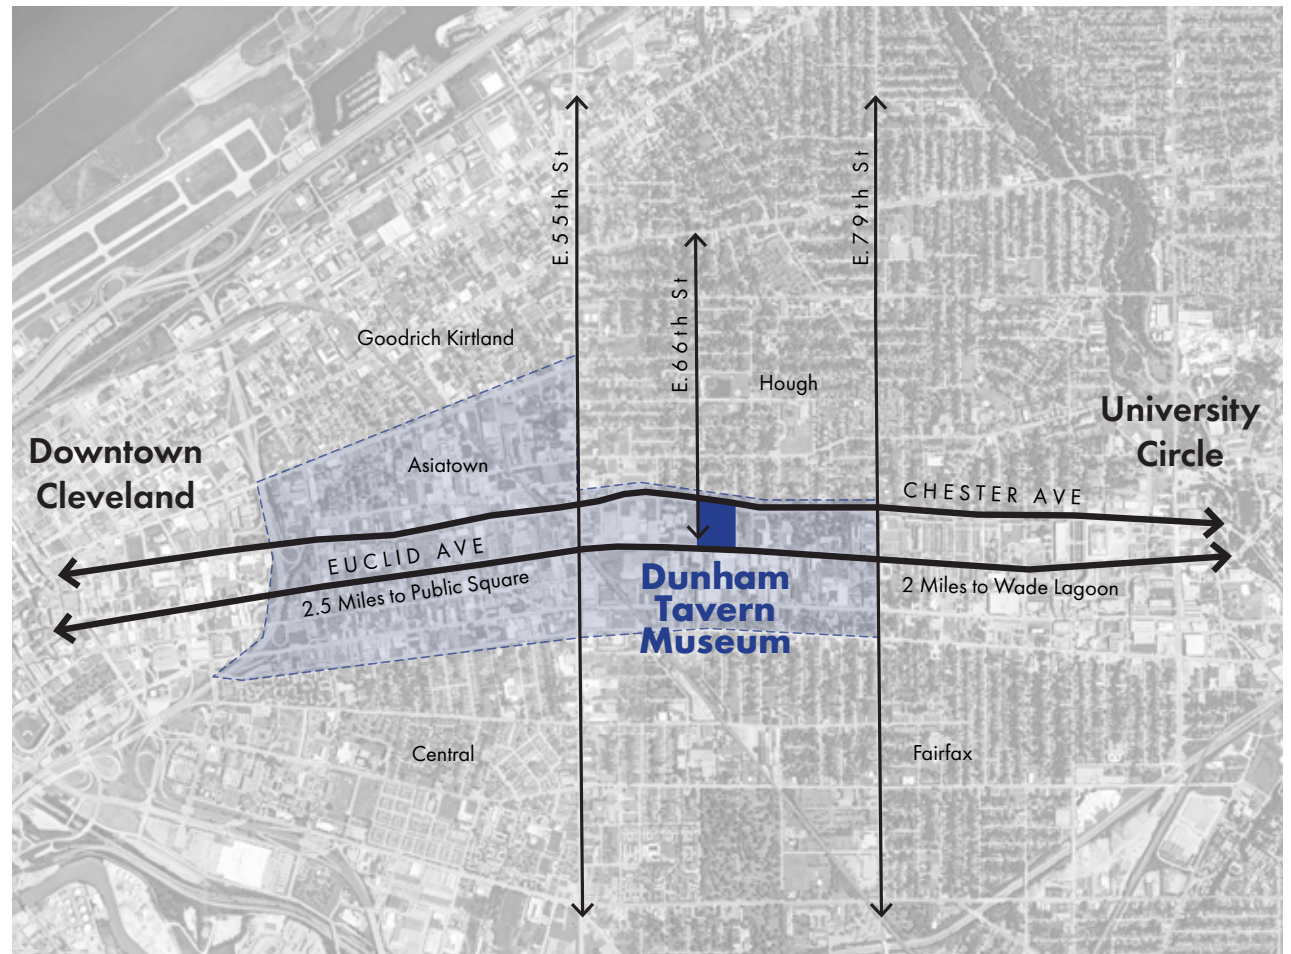 E.55th St
E.79th St
E.66th St
Goodrich Kirtland
Hough
University
Circle
Downtown
Cleveland
Asiatown
CHESTER AVE
EUCLID AVE
2.5 Miles to Public Square
Dunham
Tavern
Museum
2 Miles to Wade Lagoon
Central
Fairfax